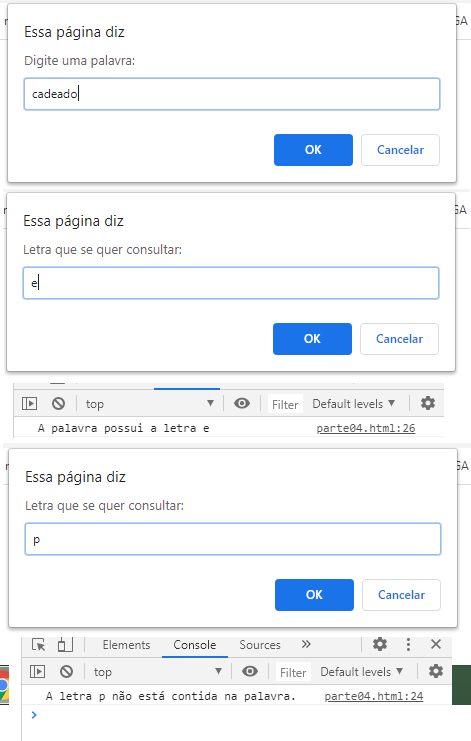 Essa página diz
Digite uma palavra:
cadeado
OK Cancelar
GA
Essa página diz
Letra que se quer consultar:
e
OK Cancelar
top Filter Default levels
A palavra possui a letra e parte04.html:26
GA
Essa página diz
Letra que se quer consultar:
p
OK Cancelar
Elements Console Sources »
top Filter Default levels
A letra p não está contida na palavra. parte04.html:24